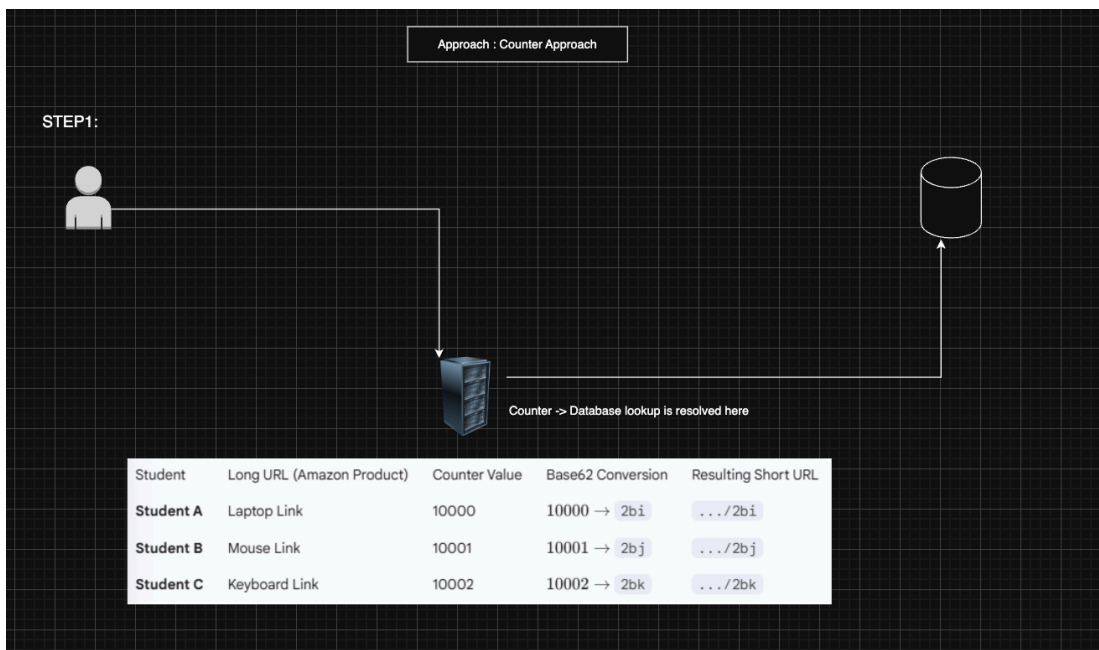 Approach : Counter Approach
STEP1:
Counter -> Database lookup is resolved here
Student Long URL (Amazon Product) Counter Value Base62 Conversion Resulting Short URL
Student A Laptop Link 10000 10000 → 2bi .../2bi
Student B Mouse Link 10001 10001 → 2bj .../2bj
Student C Keyboard Link 10002 10002 → 2bk .../2bk